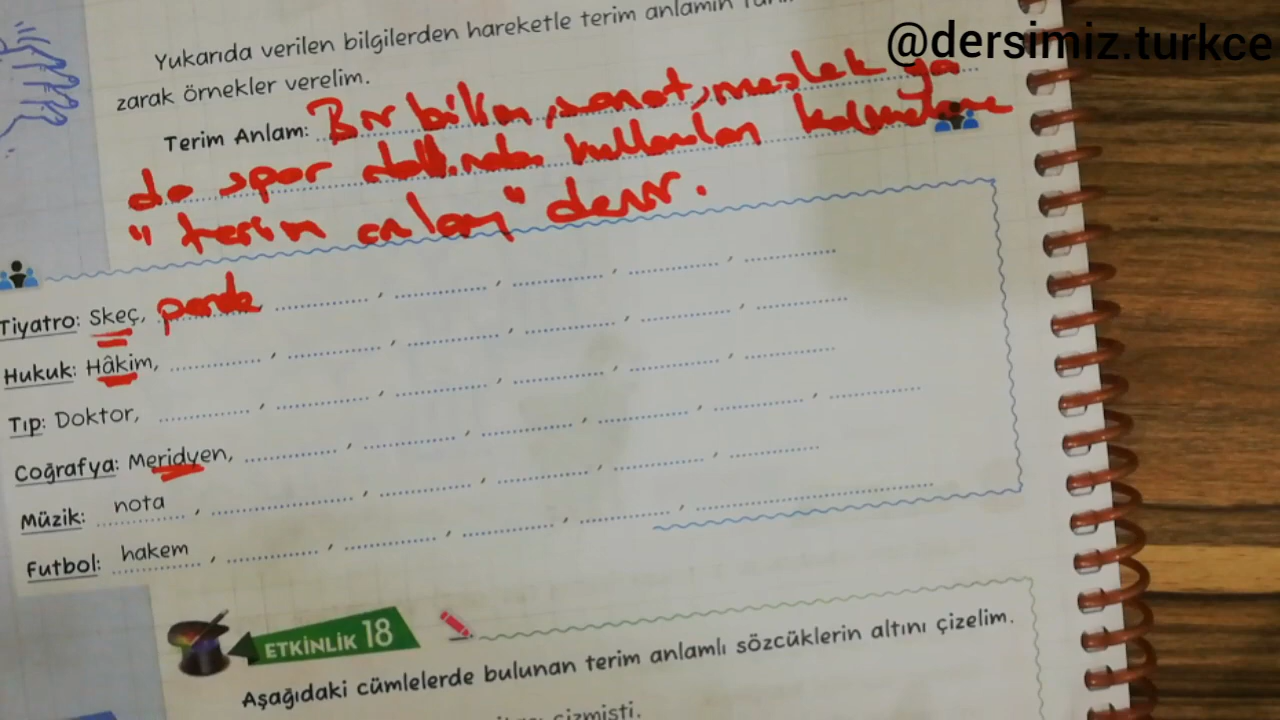 @dersimiz.turkce
Yukarıda verilen bilgilerden hareketle terim anlamın
zarak örnekler verelim.
Terim Anlam: Bir bilim, sanat, meslek ya
da spor dallında kullanılan kelimelere
"terim anlam" denir.
Tiyatro: Skeç, perde
Hukuk: Hâkim,
Tıp: Doktor,
Coğrafya: Meridyen,
Müzik: nota
Futbol: hakem
ETKİNLİK 18
Aşağıdaki cümlelerde bulunan terim anlamlı sözcüklerin altını çizelim.
çizmişti.